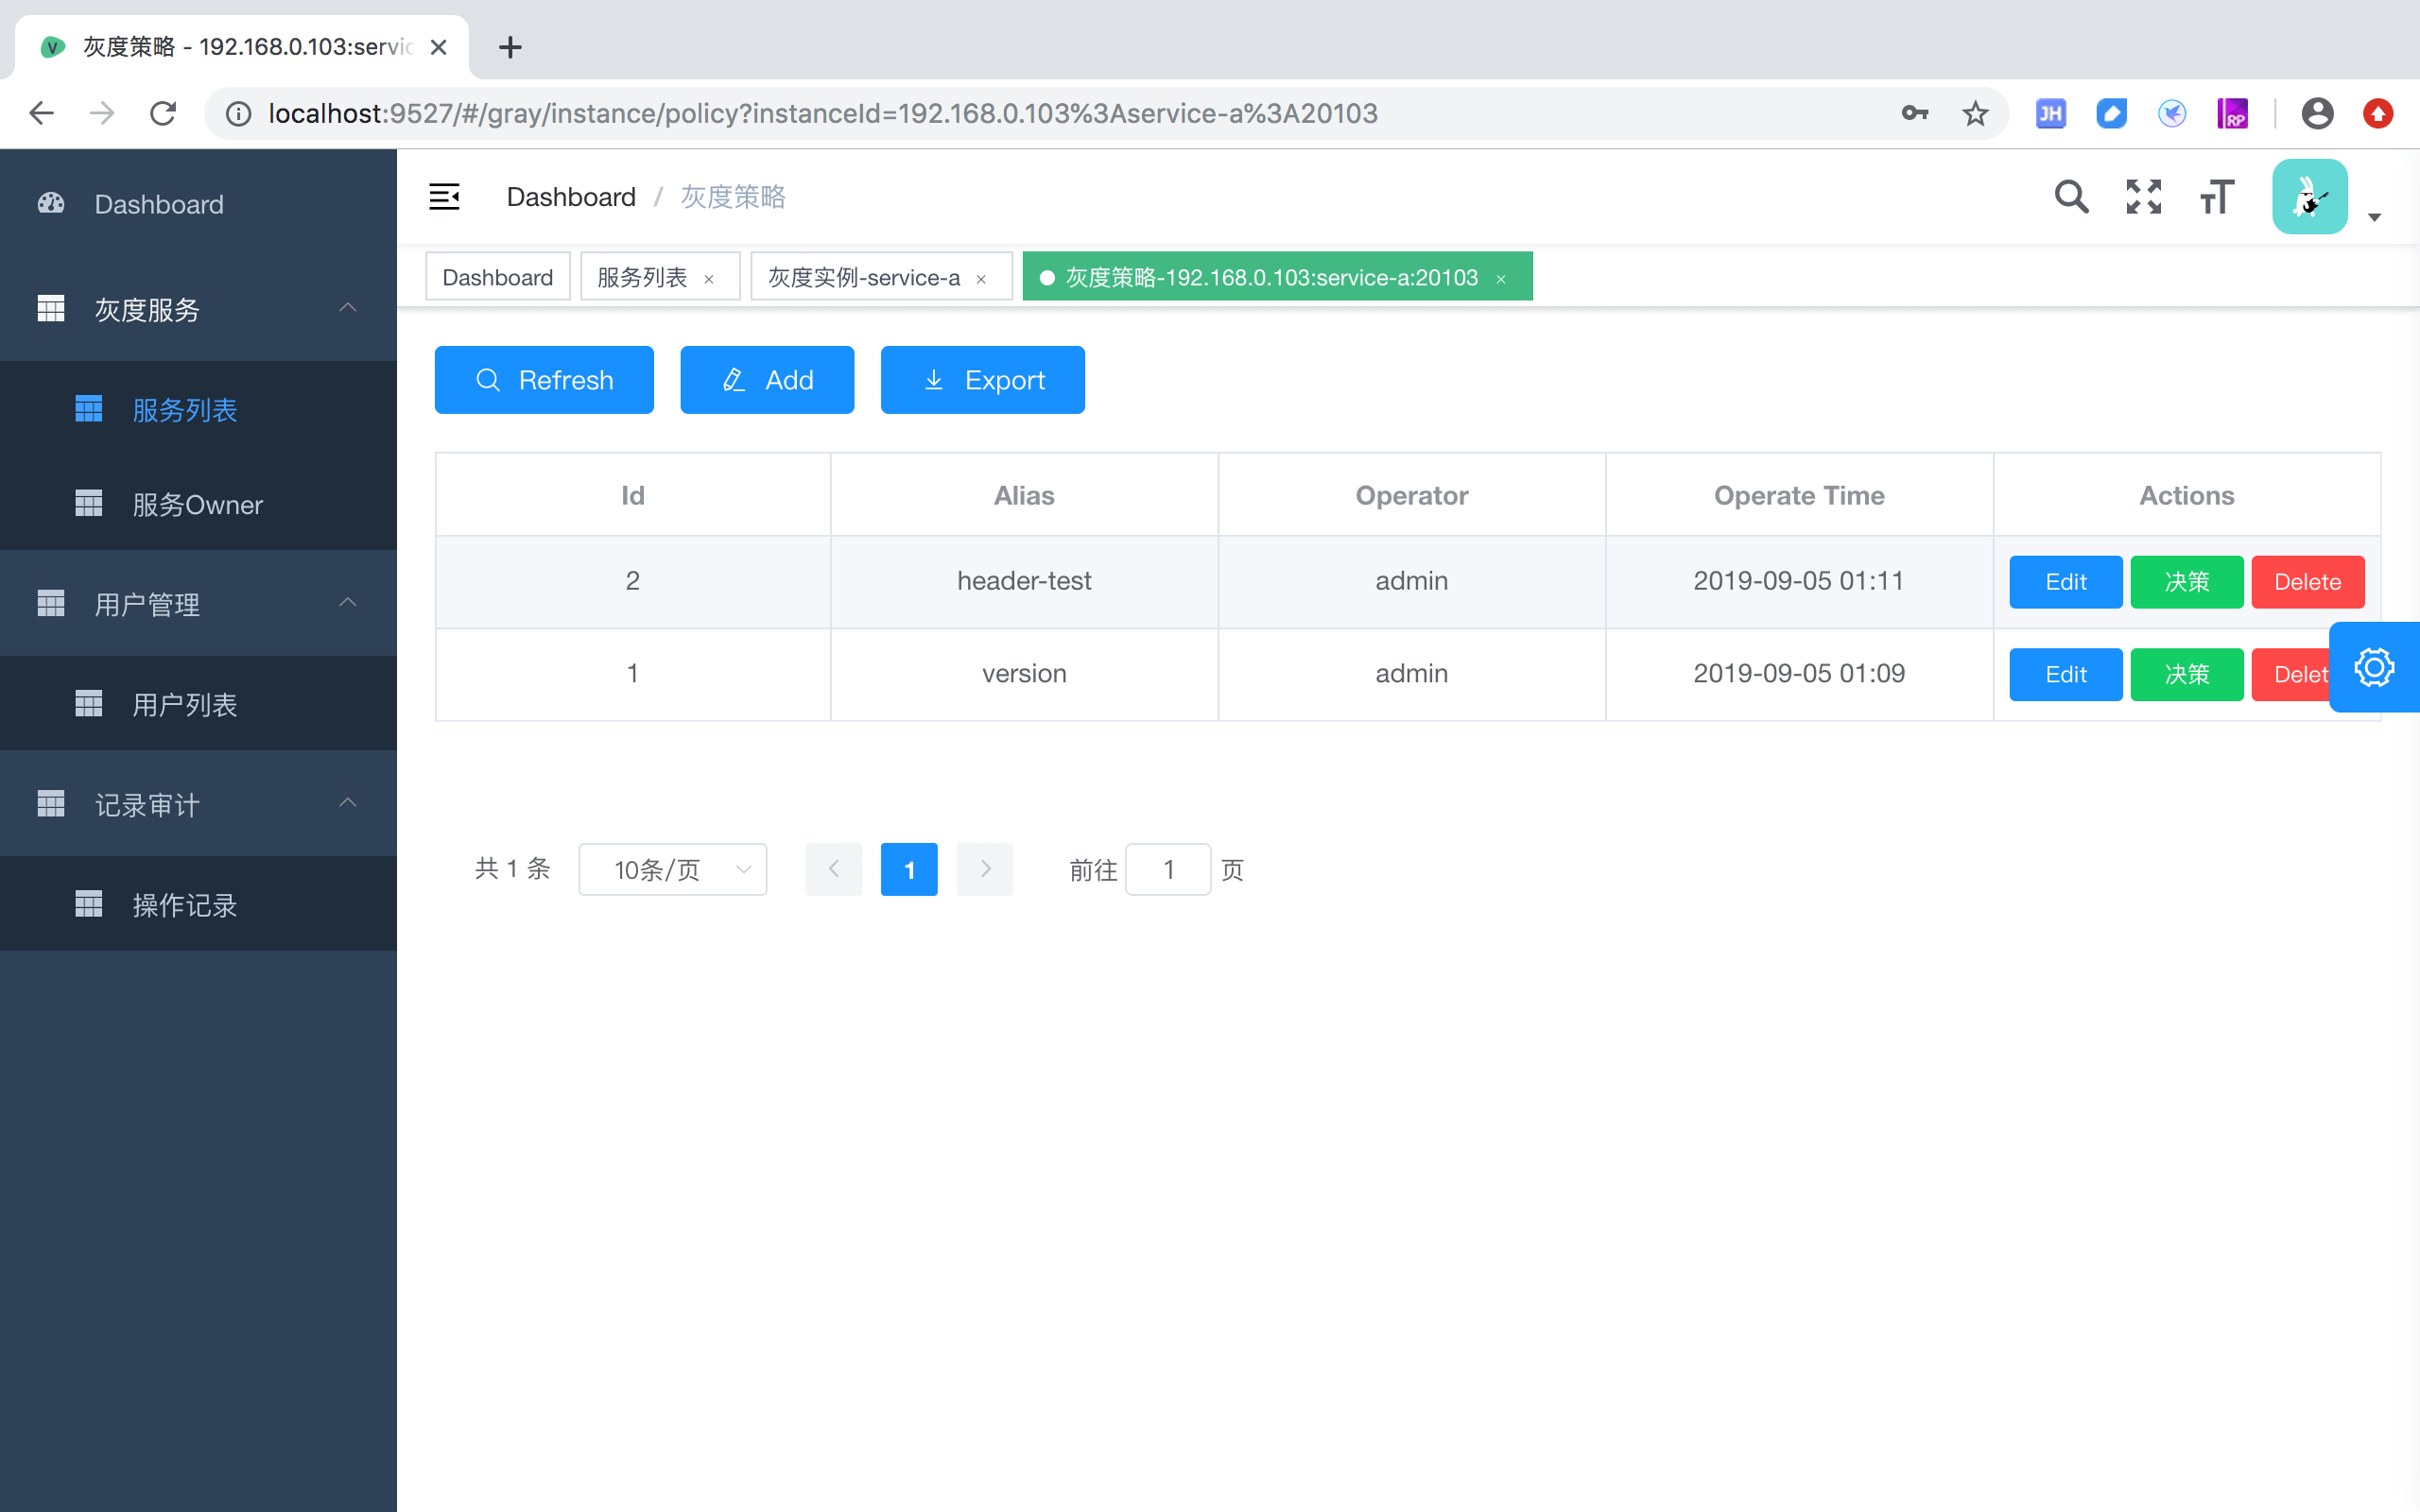 灰度策略 - 192.168.0.103:servic
localhost:9527/#/gray/instance/policy?instanceId=192.168.0.103%3Aservice-a%3A20103
JH
RP
Dashboard
灰度服务
服务列表
服务Owner
用户管理
用户列表
记录审计
操作记录
Dashboard / 灰度策略
Dashboard 服务列表 × 灰度实例-service-a × 灰度策略-192.168.0.103:service-a:20103 ×
Refresh Add Export
Id Alias Operator Operate Time Actions
2 header-test admin 2019-09-05 01:11 Edit 决策 Delete
1 version admin 2019-09-05 01:09 Edit 决策 Delet
共 1 条 10条/页 1 前往 1 页